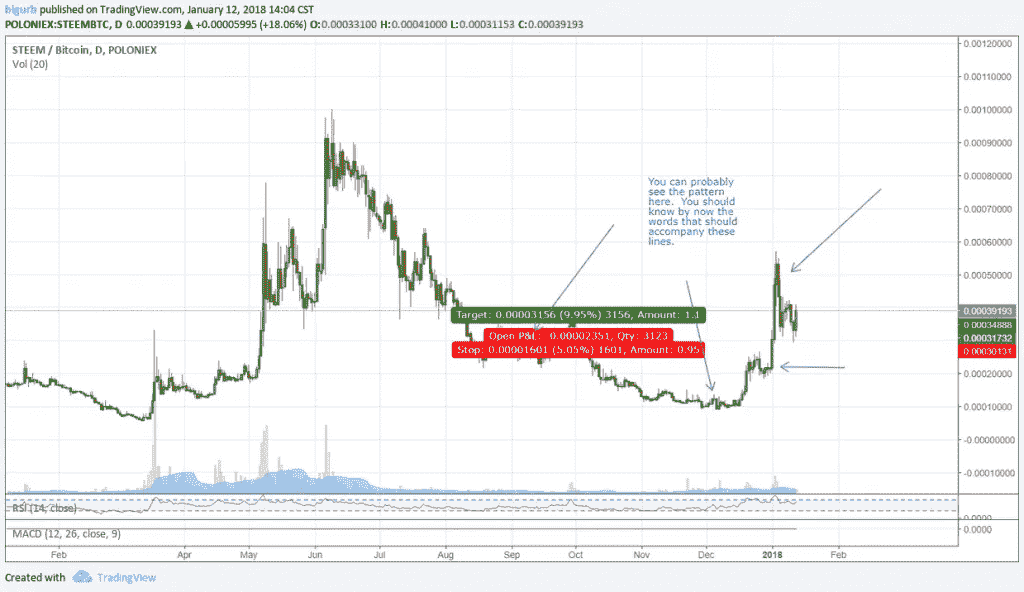 bigurb published on TradingView.com, January 12, 2018 14:04 CST
POLONIEX:STEEMBTC, D 0.00039193 ▲ +0.00005995 (+18.06%) O:0.00033100 H:0.00041000 L:0.00031153 C:0.00039193
STEEM / Bitcoin, D, POLONIEX
Vol (20)
0.00120000
0.00110000
0.00100000
0.00090000
0.00080000
0.00070000
0.00060000
0.00050000
0.00039193
0.00034888
0.00031732
0.00030131
0.00020000
0.00010000
-0.00000000
-0.00010000
You can probably
see the pattern
here. You should
know by now the
words that should
accompany these
lines.
Target: 0.00003156 (9.95%) 3156, Amount: 1.1
Open P&L: 0.00002351, Qty: 3123
Stop: 0.00001601 (5.05%) 1601, Amount: 0.95
RSI (14, close)
0.0000
MACD (12, 26, close, 9)
0.0000
Feb Apr May Jun Jul Aug Sep Oct Nov Dec 2018 Feb
Created with TradingView